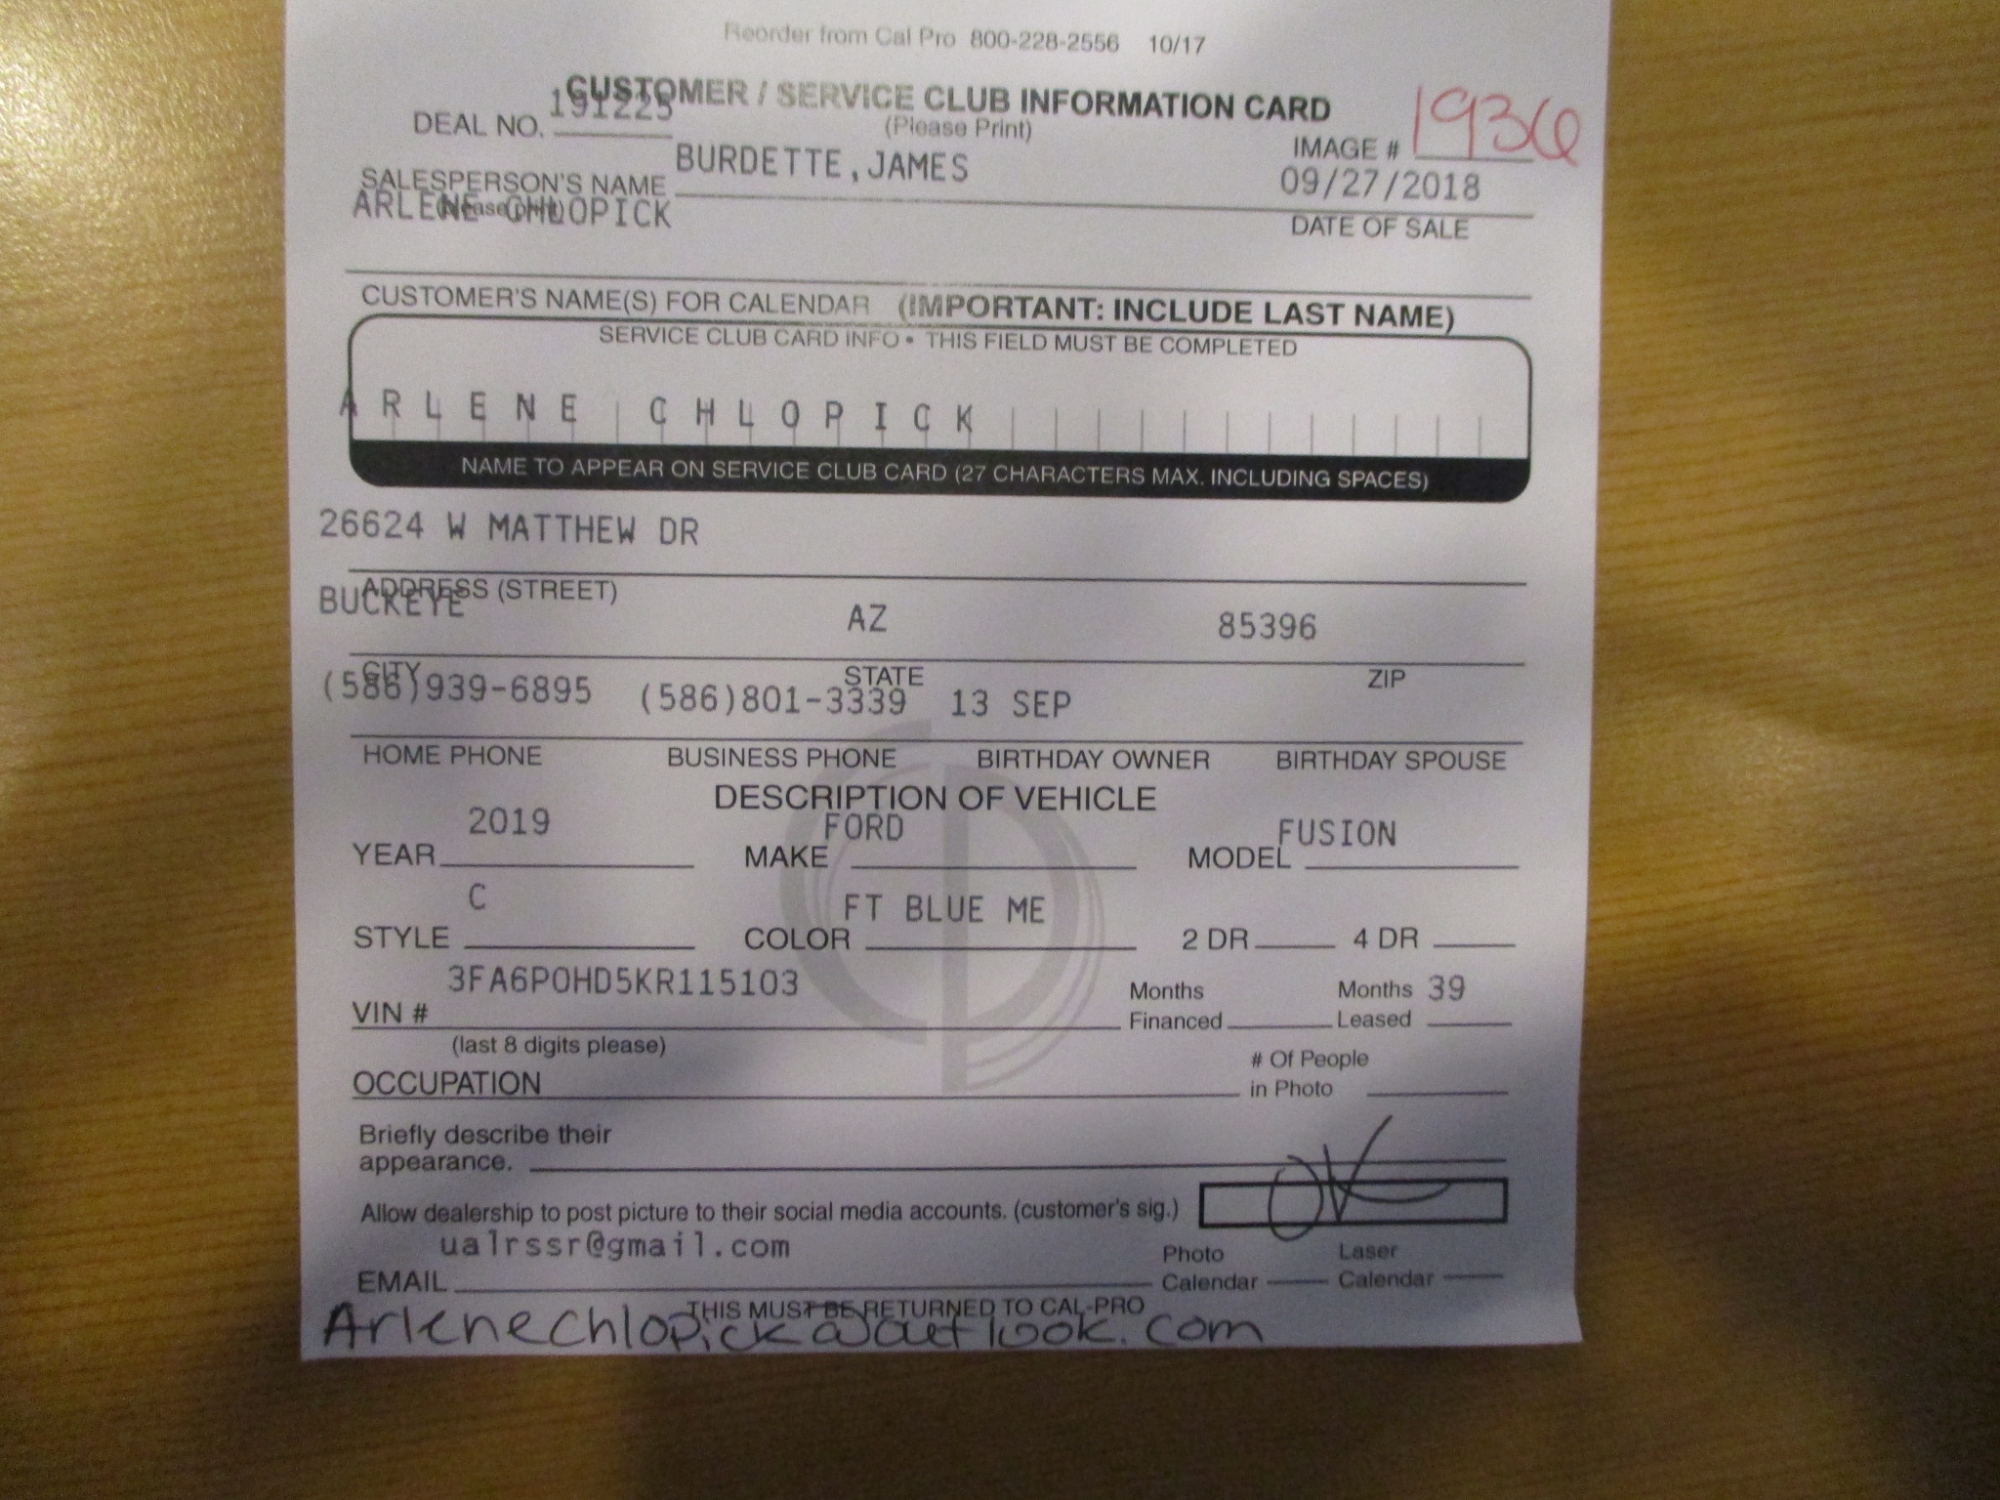 Reorder from Cal Pro 800-228-2556 10/17
CUSTOMER / SERVICE CLUB INFORMATION CARD
DEAL NO. 191225
(Please Print)
IMAGE # 1936
SALESPERSON'S NAME BURDETTE,JAMES
09/27/2018
(Please print)
ARLENE CHLOPICK
DATE OF SALE
CUSTOMER'S NAME(S) FOR CALENDAR (IMPORTANT: INCLUDE LAST NAME)
SERVICE CLUB CARD INFO • THIS FIELD MUST BE COMPLETED
ARLENE CHLOPICK
NAME TO APPEAR ON SERVICE CLUB CARD (27 CHARACTERS MAX. INCLUDING SPACES)
26624 W MATTHEW DR
ADDRESS (STREET)
BUCKEYE AZ 85396
CITY STATE ZIP
(586)939-6895 (586)801-3339 13 SEP
HOME PHONE BUSINESS PHONE BIRTHDAY OWNER BIRTHDAY SPOUSE
DESCRIPTION OF VEHICLE
YEAR 2019 MAKE FORD MODEL FUSION
STYLE C COLOR FT BLUE ME 2 DR 4 DR
VIN # 3FA6P0HD5KR115103 Months Financed Months Leased 39
(last 8 digits please)
OCCUPATION # Of People in Photo
Briefly describe their
appearance.
Allow dealership to post picture to their social media accounts. (customer's sig.)
EMAIL ualrssr@gmail.com Photo Calendar Laser Calendar
THIS MUST BE RETURNED TO CAL-PRO
Arlenechlopick@outlook.com